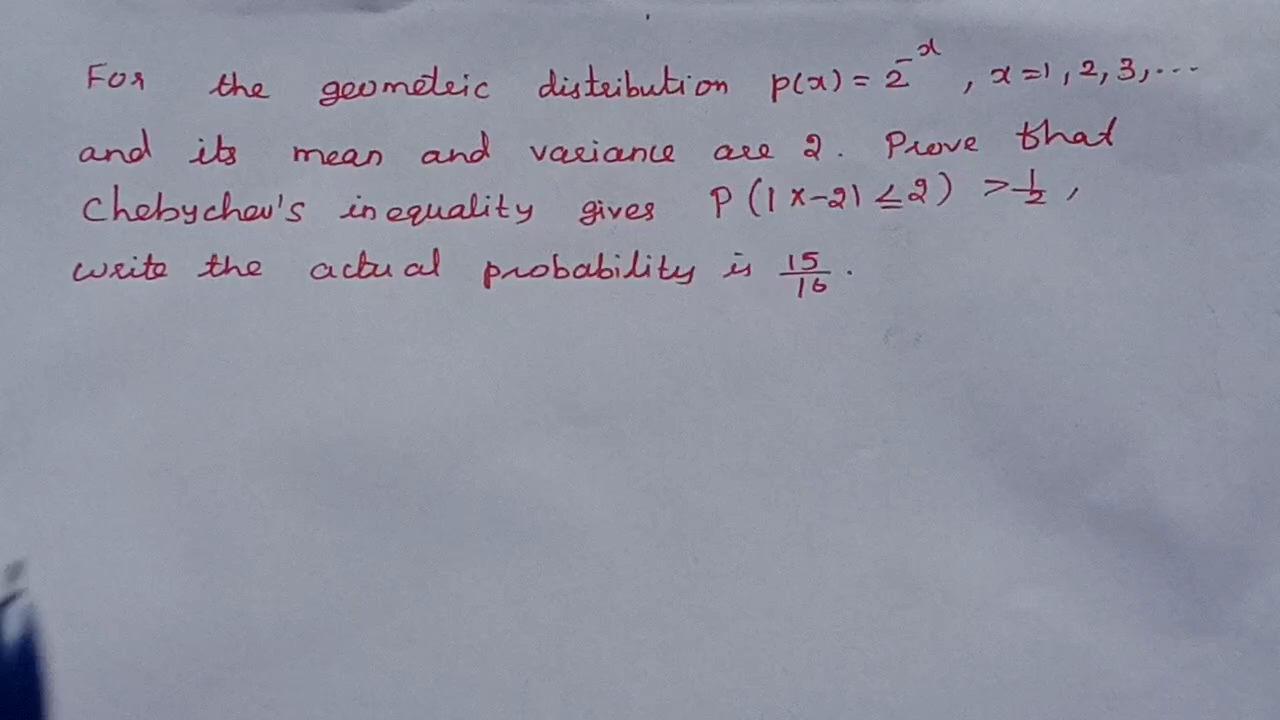 For the geometric distribution p(x) = 2^-x , x=1, 2, 3, ...
and its mean and variance are 2. Prove that
Chebychev's inequality gives P(|x-2| ≤ 2) > 1/2 ,
write the actual probability is 15/16 .